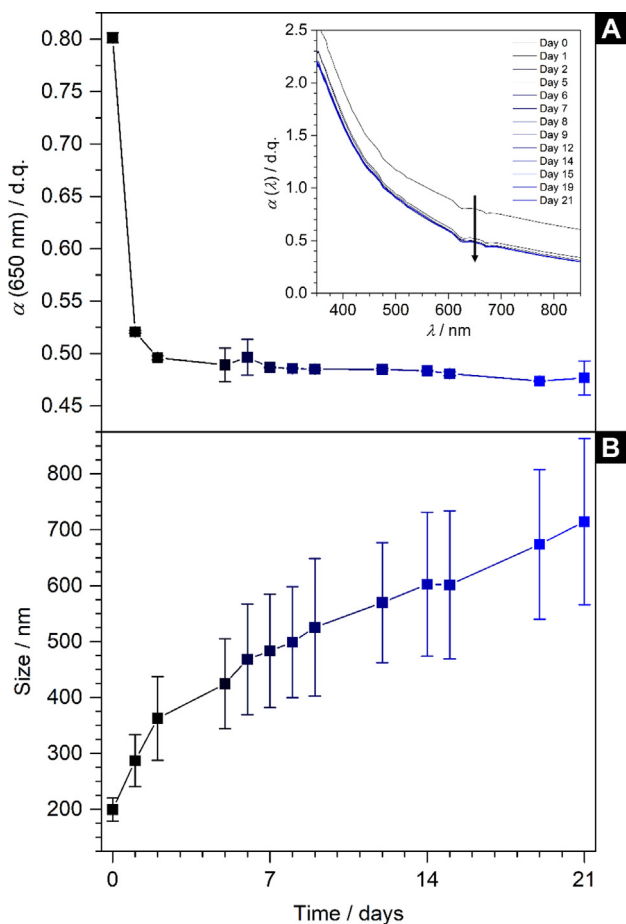 A
0.80
0.75
0.70
0.65
0.60
0.55
0.50
0.45
α (650 nm) / d.q.
2.5
2.0
1.5
1.0
0.5
0.0
α (λ) / d.q.
400 500 600 700 800
λ / nm
Day 0
Day 1
Day 2
Day 5
Day 6
Day 7
Day 8
Day 9
Day 12
Day 14
Day 15
Day 19
Day 21
B
800
700
600
500
400
300
200
Size / nm
0 7 14 21
Time / days